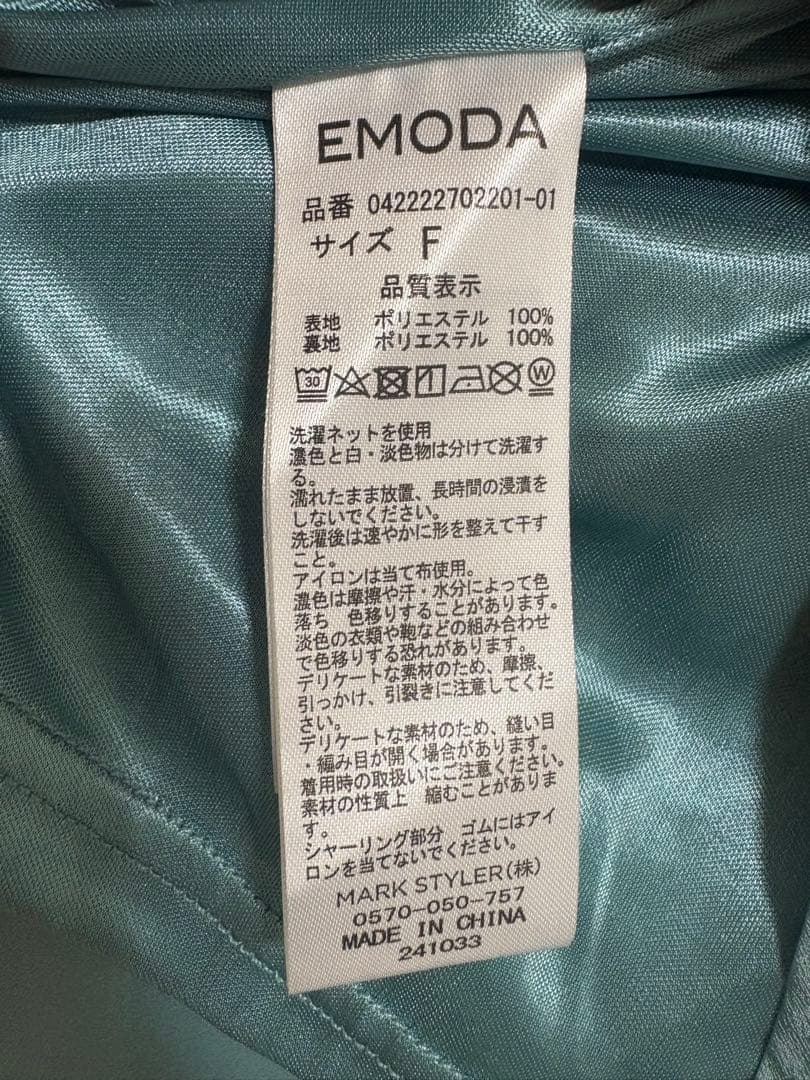 EMODA
品番 042222702201-01
サイズ F
品質表示
表地 ポリエステル 100%
裏地 ポリエステル 100%
30 W
洗濯ネットを使用
濃色と白・淡色物は分けて洗濯す
る。
濡れたまま放置、長時間の浸漬を
しないでください。
洗濯後は速やかに形を整えて干す
こと。
アイロンは当て布使用。
濃色は摩擦や汗・水分によって色
落ち 色移りすることがあります。
淡色の衣類や鞄などの組み合わせ
で色移りする恐れがあります。
デリケートな素材のため、摩擦、
引っかけ、引裂きに注意してくだ
さい。
デリケートな素材のため、縫い目
・編み目が開く場合があります。
着用時の取扱いにご注意ください。
素材の性質上 縮むことがありま
す。
シャーリング部分 ゴムにはアイ
ロンを当てないでください。
MARK STYLER(株)
0570-050-757
MADE IN CHINA
241033